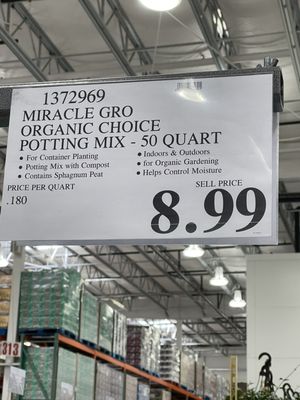 1372969
MIRACLE GRO
ORGANIC CHOICE
POTTING MIX - 50 QUART
• For Container Planting
• Potting Mix with Compost
• Contains Sphagnum Peat
• Indoors & Outdoors
• for Organic Gardening
• Helps Control Moisture
PRICE PER QUART
.180
SELL PRICE
8.99
313